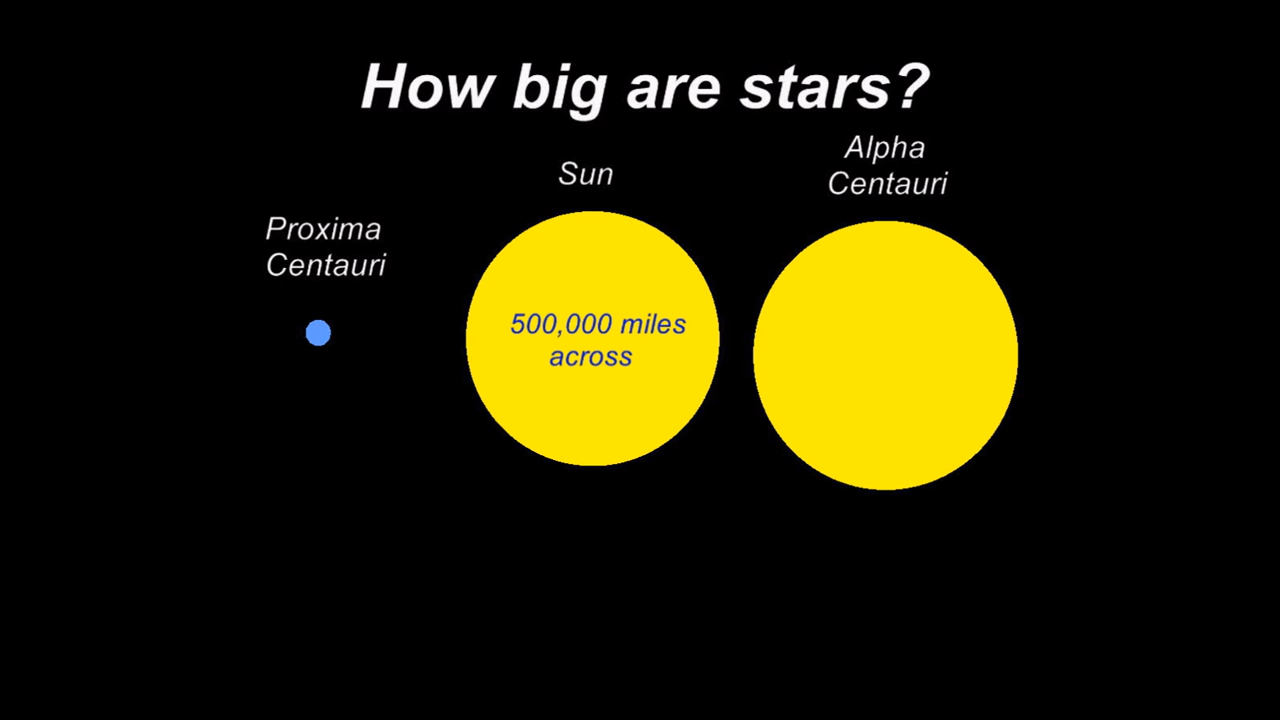 How big are stars?
Proxima
Centauri
Sun
500,000 miles
across
Alpha
Centauri